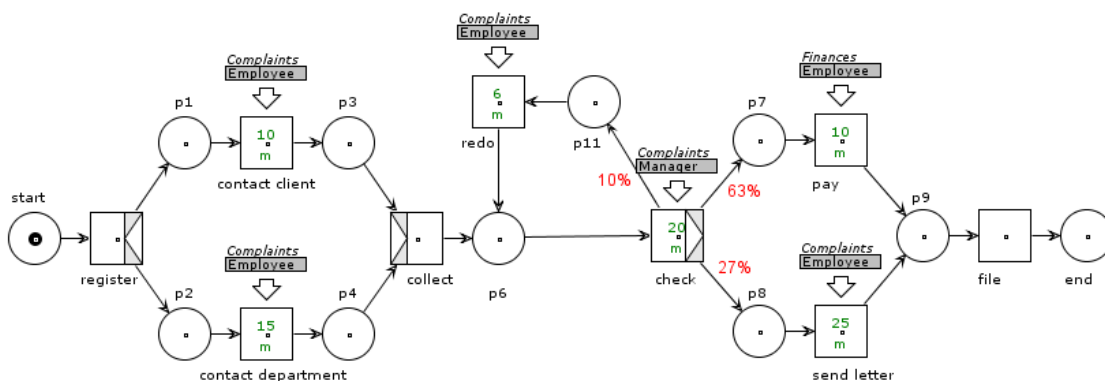 start
register
p1
p2
Complaints
Employee
10
m
contact client
Complaints
Employee
15
m
contact department
p3
p4
collect
Complaints
Employee
6
m
redo
p11
p6
10%
Complaints
Manager
20
m
check
63%
27%
p7
p8
Finances
Employee
10
m
pay
Complaints
Employee
25
m
send letter
p9
file
end